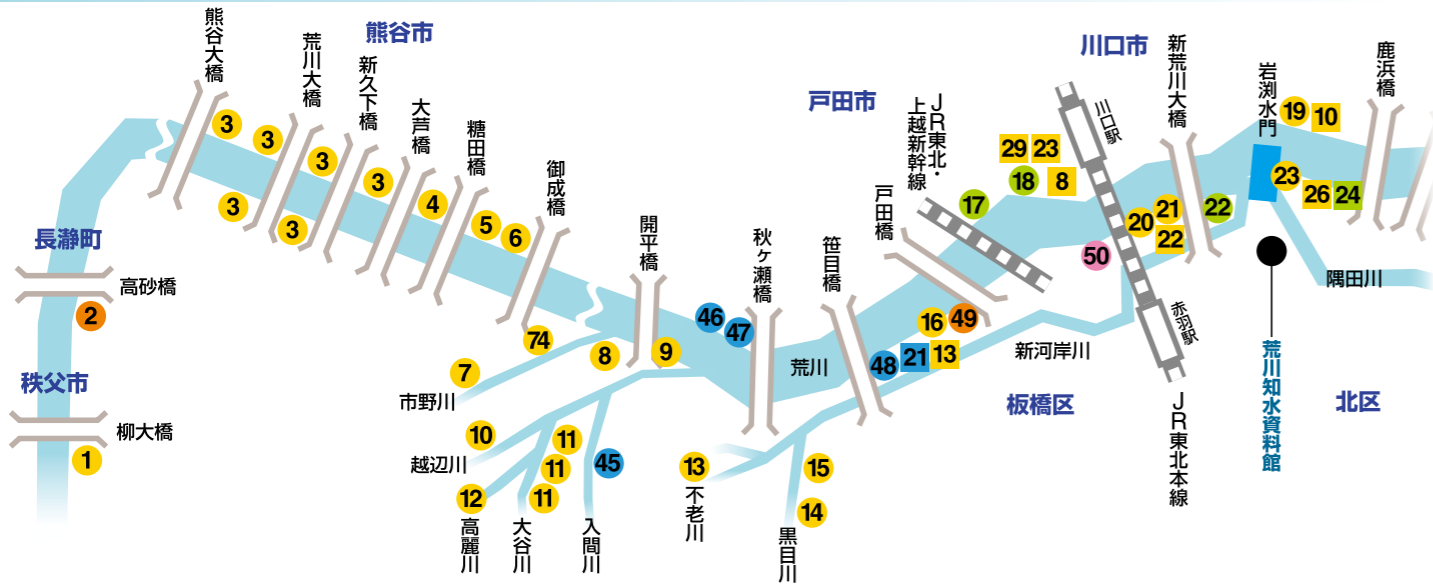 熊谷大橋
荒川大橋
熊谷市
新久下橋
大芦橋
糠田橋
御成橋
開平橋
秋ヶ瀬橋
笹目橋
戸田市
戸田橋
JR東北・
上越新幹線
川口市
川口駅
新荒川大橋
岩渕水門
鹿浜橋
3
3
3
3
3
3
4
5
6
長瀞町
高砂橋
2
秩父市
柳大橋
1
74
7
市野川
8
9
46
47
10
越辺川
11
11
11
12
高麗川
大谷川
45
入間川
13
不老川
15
14
黒目川
荒川
48
21
13
16
49
新河岸川
板橋区
17
29
23
18
8
50
20
21
22
赤羽駅
JR東北本線
22
19
10
23
26
24
隅田川
荒川知水資料館
北区